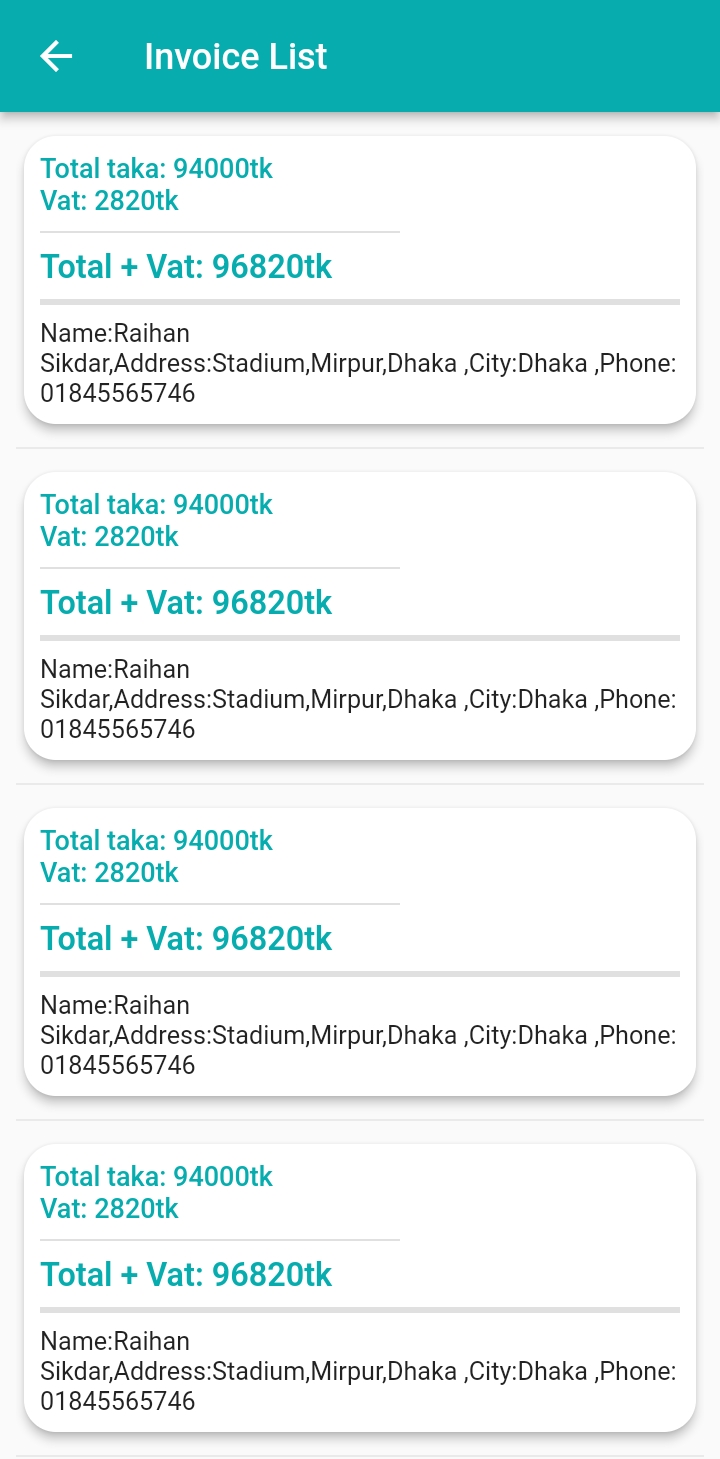 Invoice List
Total taka: 94000tk
Vat: 2820tk
Total + Vat: 96820tk
Name:Raihan
Sikdar,Address:Stadium,Mirpur,Dhaka ,City:Dhaka ,Phone:
01845565746
Total taka: 94000tk
Vat: 2820tk
Total + Vat: 96820tk
Name:Raihan
Sikdar,Address:Stadium,Mirpur,Dhaka ,City:Dhaka ,Phone:
01845565746
Total taka: 94000tk
Vat: 2820tk
Total + Vat: 96820tk
Name:Raihan
Sikdar,Address:Stadium,Mirpur,Dhaka ,City:Dhaka ,Phone:
01845565746
Total taka: 94000tk
Vat: 2820tk
Total + Vat: 96820tk
Name:Raihan
Sikdar,Address:Stadium,Mirpur,Dhaka ,City:Dhaka ,Phone:
01845565746